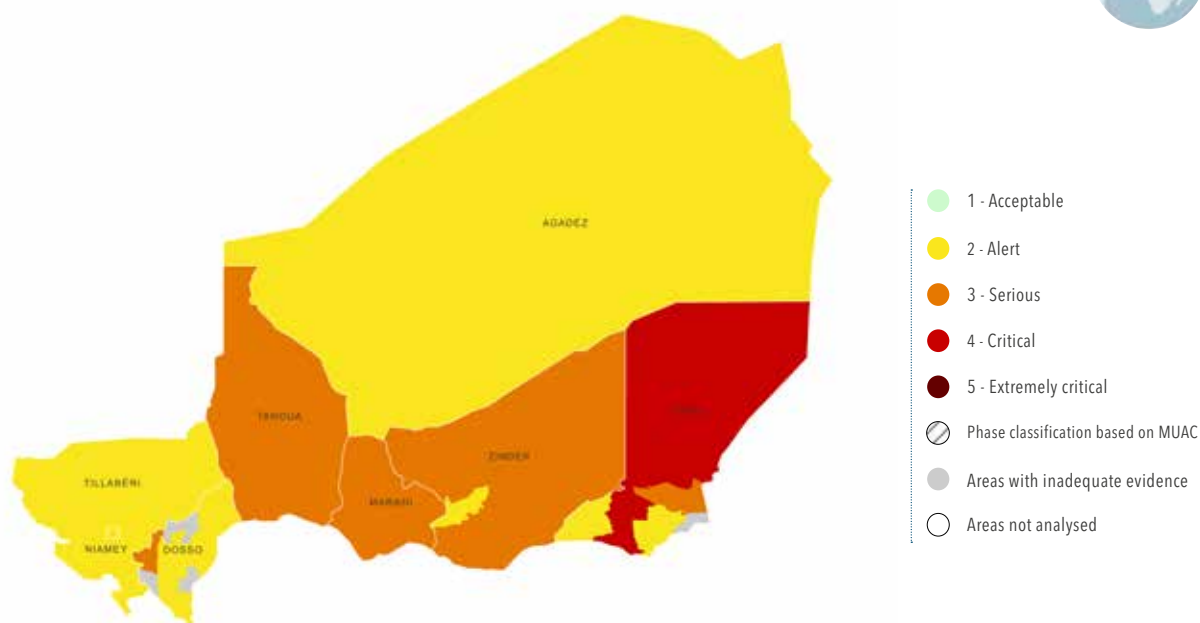 AGADEZ
1 - Acceptable
2 - Alert
3 - Serious
4 - Critical
5 - Extremely critical
Phase classification based on MUAC
Areas with inadequate evidence
Areas not analysed
TAHOUA
ZINDER
TILLABÉRI
MARADI
NIAMEY
DOSSO